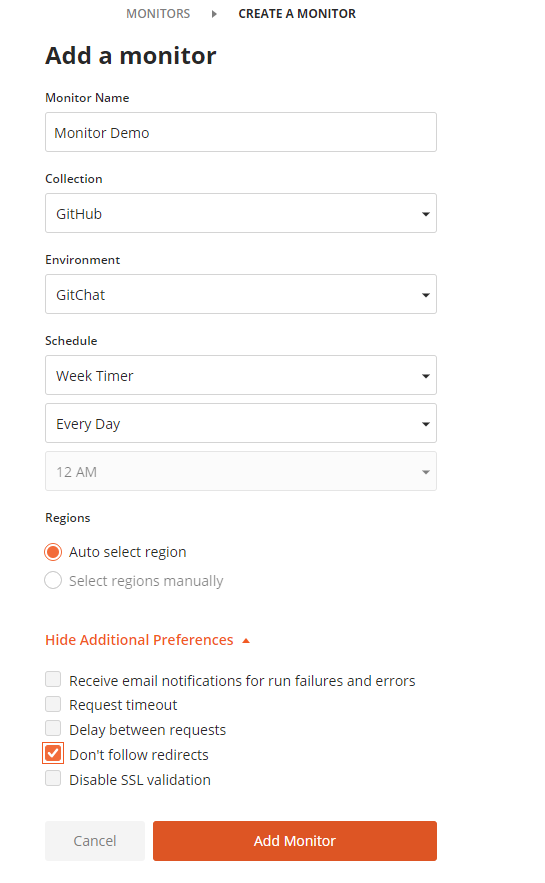 MONITORS CREATE A MONITOR
Add a monitor
Monitor Name
Monitor Demo
Collection
GitHub
Environment
GitChat
Schedule
Week Timer
Every Day
12 AM
Regions
Auto select region
Select regions manually
Hide Additional Preferences
Receive email notifications for run failures and errors
Request timeout
Delay between requests
Don't follow redirects
Disable SSL validation
Cancel Add Monitor